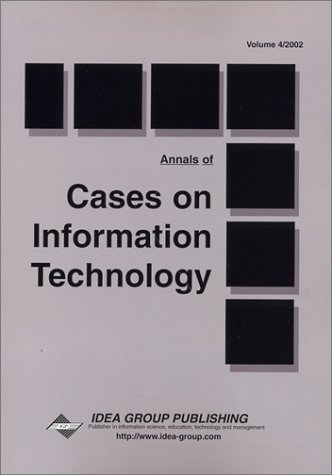 Volume 4/2002
Annals of
Cases on
Information
Technology
IDEA GROUP PUBLISHING
Publisher in information science, education, technology and management
http://www.idea-group.com